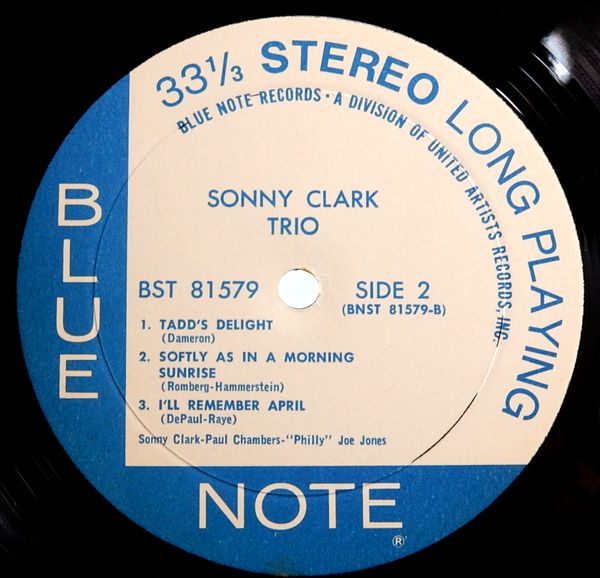 33⅓ STEREO LONG PLAYING
BLUE NOTE RECORDS · A DIVISION OF UNITED ARTISTS RECORDS, INC.
SONNY CLARK
TRIO
BST 81579 SIDE 2
(BNST 81579-B)
1. TADD'S DELIGHT
(Dameron)
2. SOFTLY AS IN A MORNING
SUNRISE
(Romberg-Hammerstein)
3. I'LL REMEMBER APRIL
(DePaul-Raye)
Sonny Clark-Paul Chambers-"Philly" Joe Jones
BLUE
NOTE
®